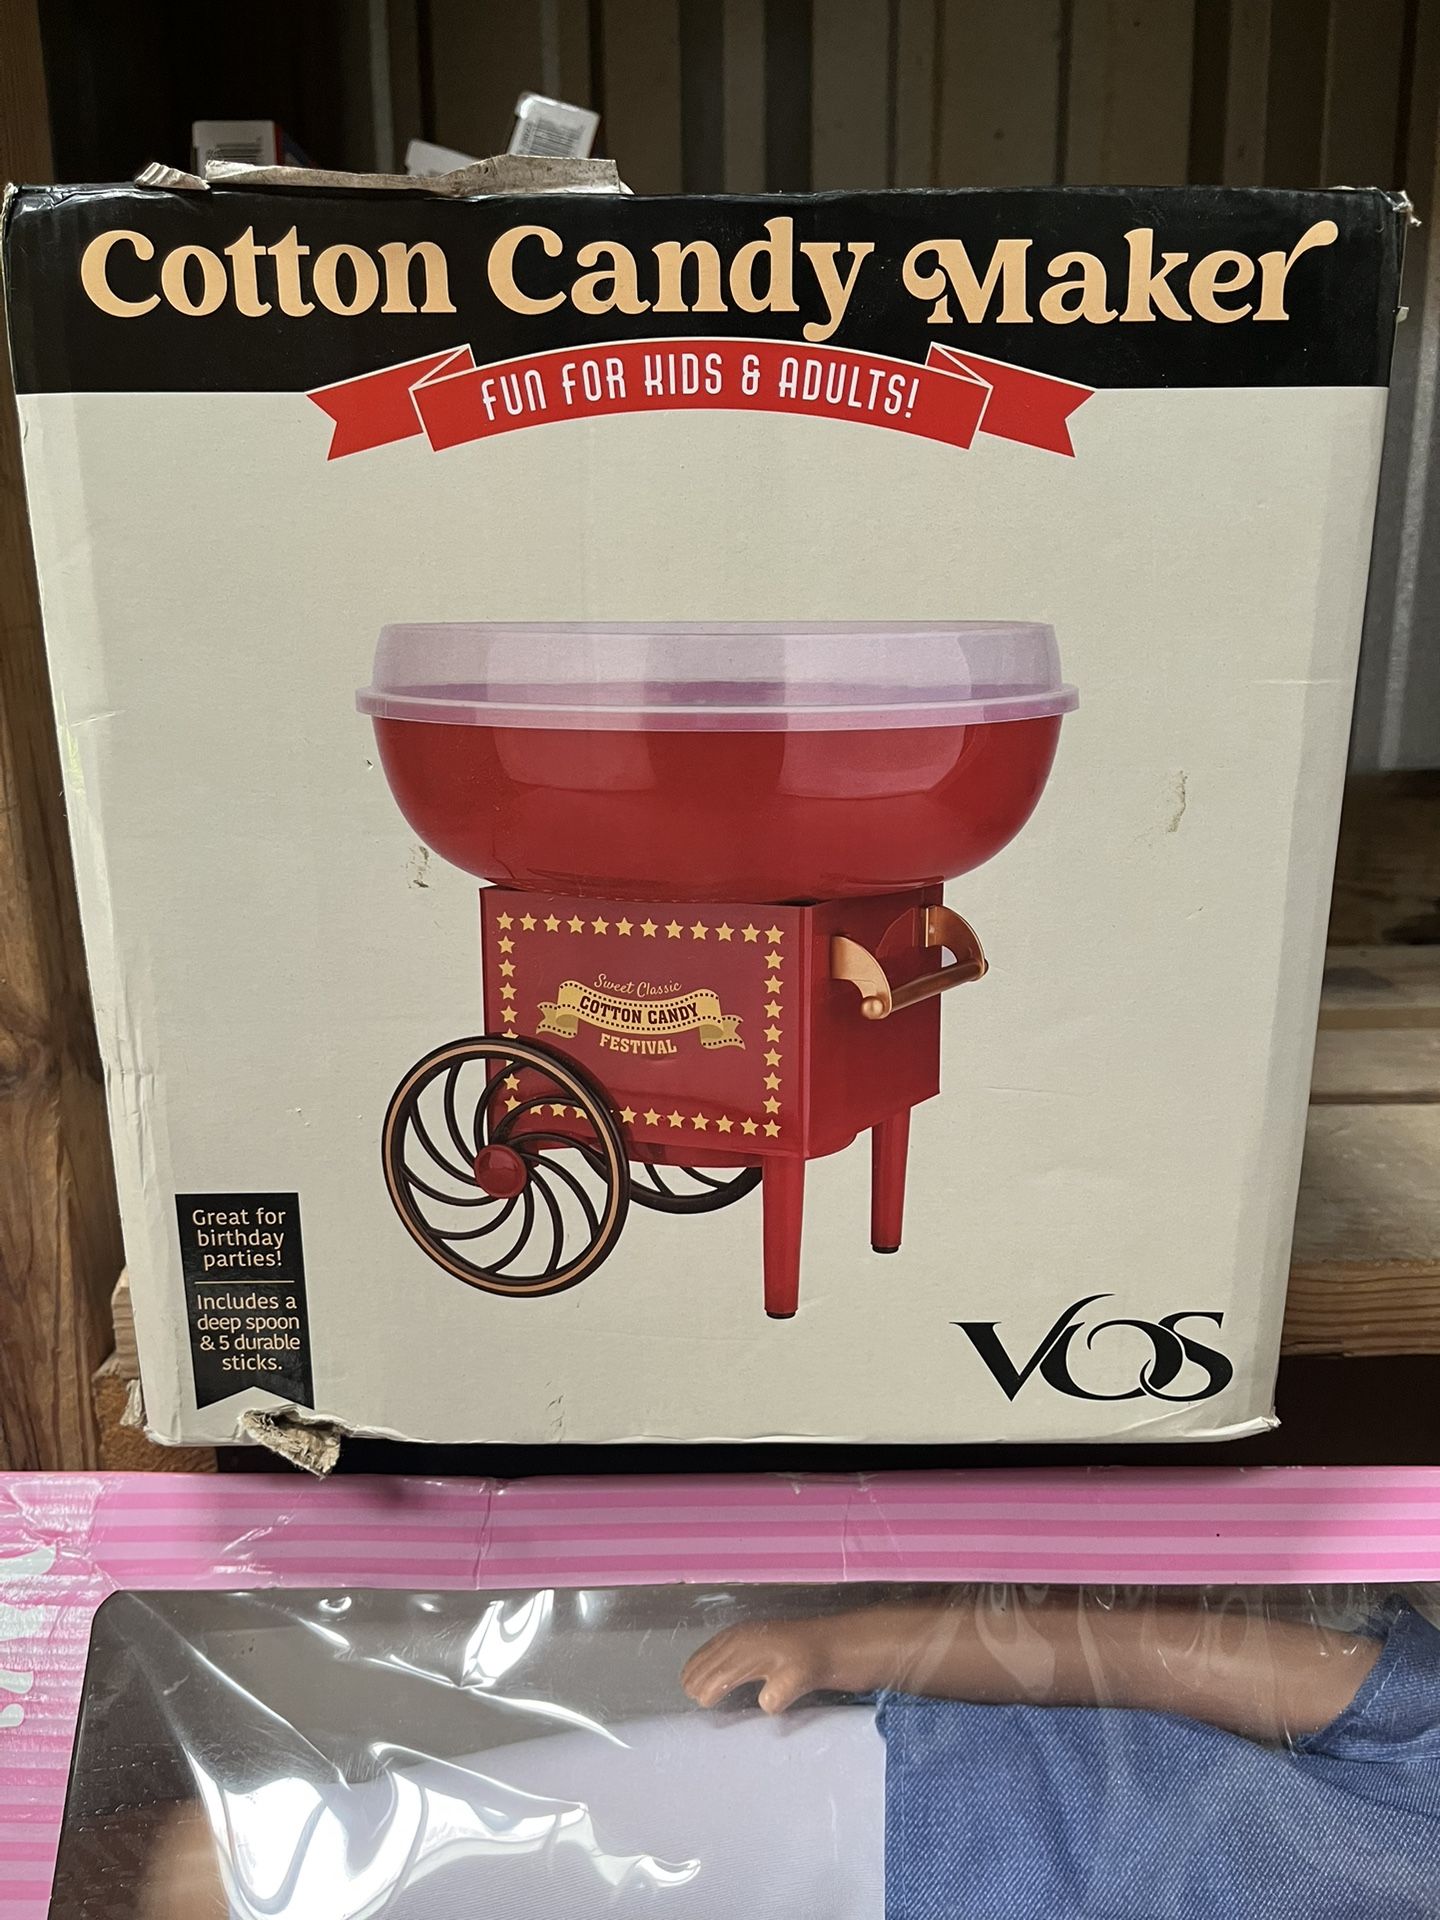 Cotton Candy Maker
FUN FOR KIDS & ADULTS!
Sweet Classic
COTTON CANDY
FESTIVAL
Great for
birthday
parties!
Includes a
deep spoon
& 5 durable
sticks.
VOS